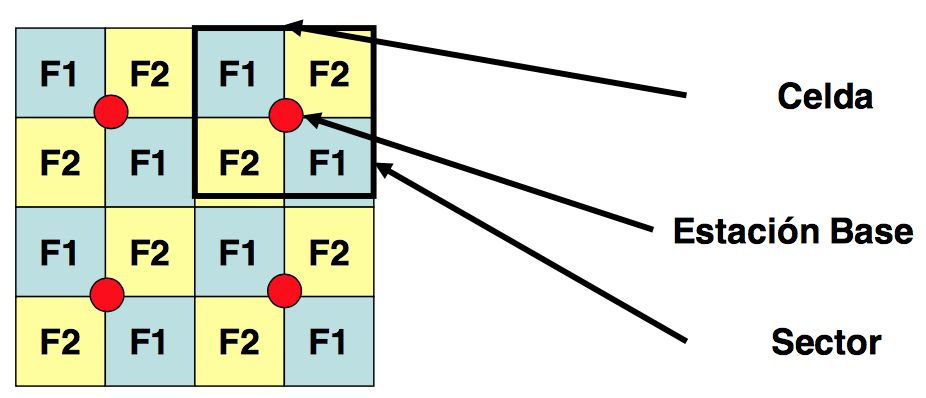 F1 F2 F1 F2
Celda
F2 F1 F2 F1
Estación Base
F1 F2 F1 F2
Sector
F2 F1 F2 F1